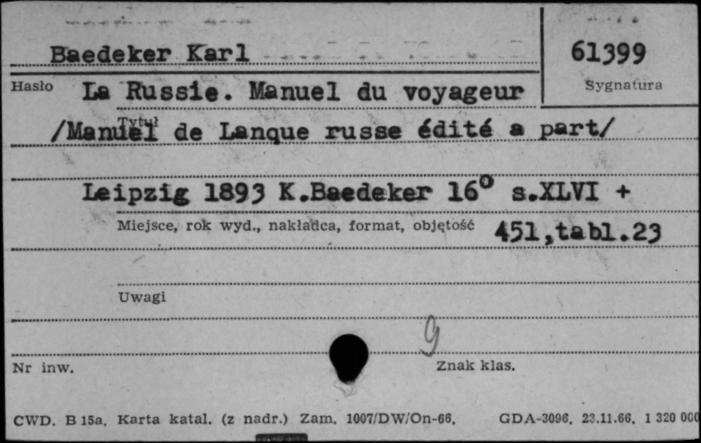 Baedeker Karl 61399
Hasło La Russie. Manuel du voyageur Sygnatura
Tytuł /Manuel de Lanque russe édité a part/
Leipzig 1893 K.Baedeker 16° s.XLVI +
Miejsce, rok wyd., nakładca, format, objętość 451,tabl.23
Uwagi
9
Nr inw. Znak klas.
CWD. B 15a. Karta katal. (z nadr.) Zam. 1007/DW/On-66. GDA-3096. 23.11.66. 1 320 000